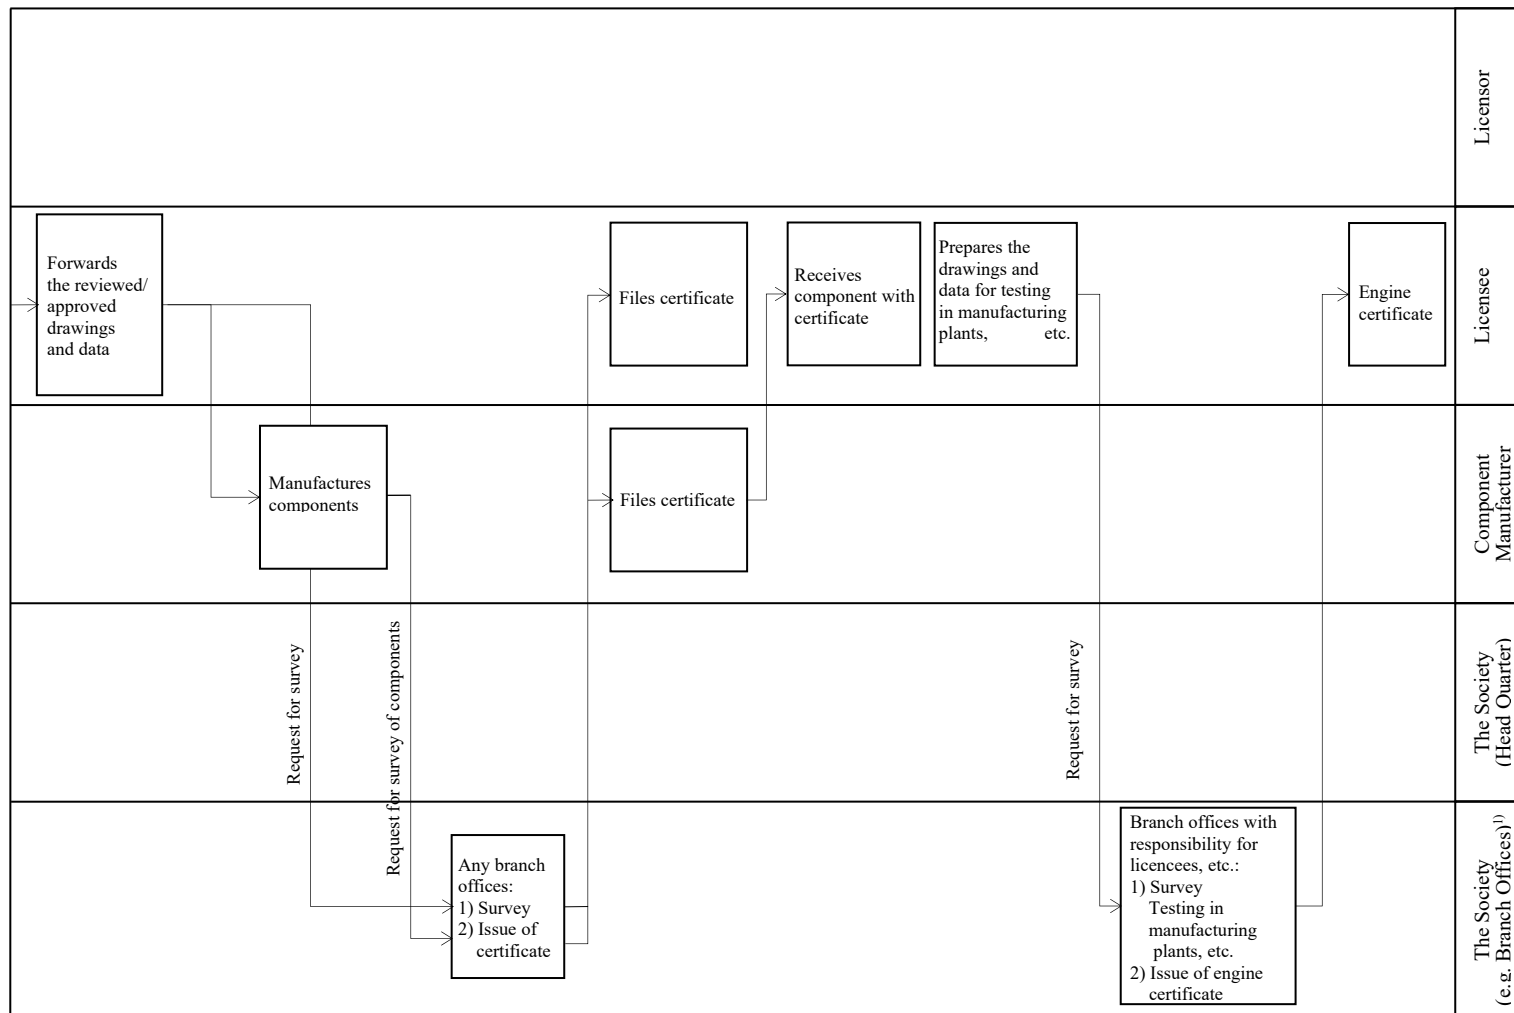 Licensor
Forwards
the reviewed/
approved
drawings
and data
Files certificate
Receives
component with
certificate
Prepares the
drawings and
data for testing
in manufacturing
plants, etc.
Engine
certificate
Licensee
Manufactures
components
Files certificate
Component
Manufacturer
Request for survey
Request for survey of components
Request for survey
The Society
(Head Quarter)
Any branch
offices:
1) Survey
2) Issue of
certificate
Branch offices with
responsibility for
licencees, etc.:
1) Survey
Testing in
manufacturing
plants, etc.
2) Issue of engine
certificate
The Society
(e.g. Branch Offices)1)